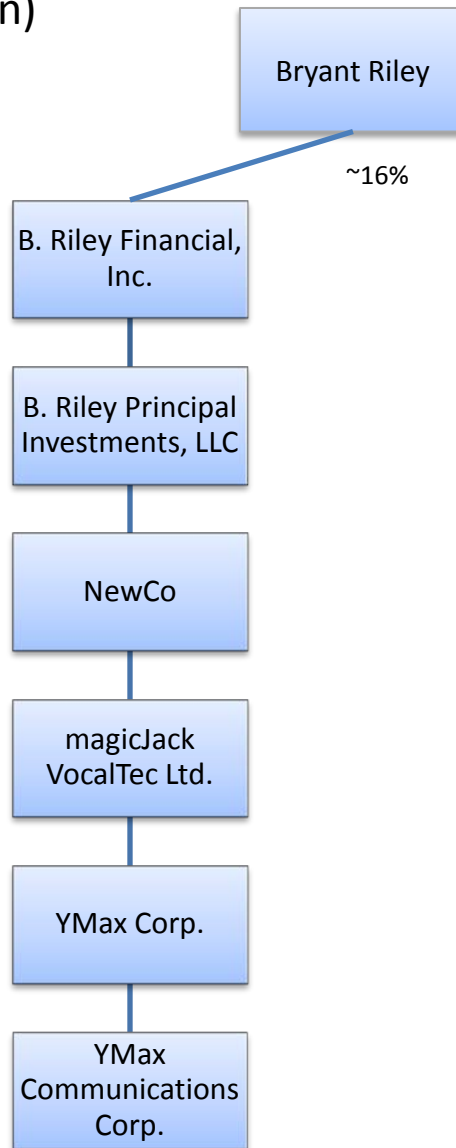 n)
Bryant Riley
~16%
B. Riley Financial,
Inc.
B. Riley Principal
Investments, LLC
NewCo
magicJack
VocalTec Ltd.
YMax Corp.
YMax
Communications
Corp.